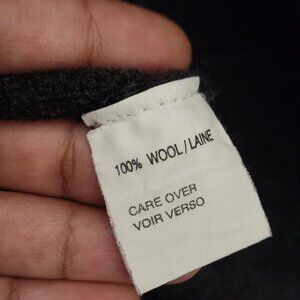 100% WOOL / LAINE
CARE OVER
VOIR VERSO